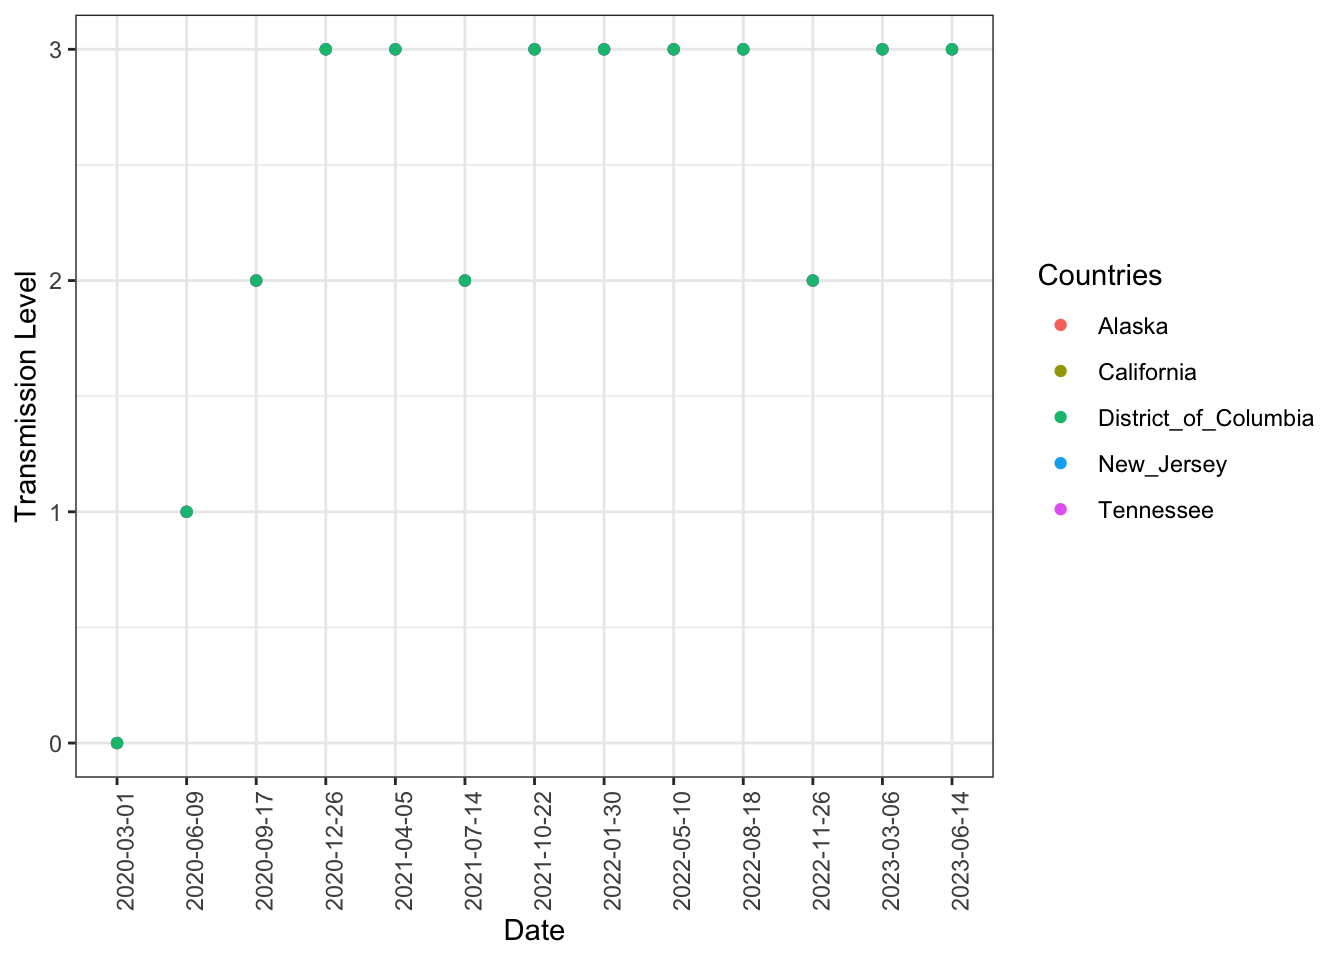 3
2
1
0
Transmission Level
2020-03-01
2020-06-09
2020-09-17
2020-12-26
2021-04-05
2021-07-14
2021-10-22
2022-01-30
2022-05-10
2022-08-18
2022-11-26
2023-03-06
2023-06-14
Date
Countries
Alaska
California
District_of_Columbia
New_Jersey
Tennessee